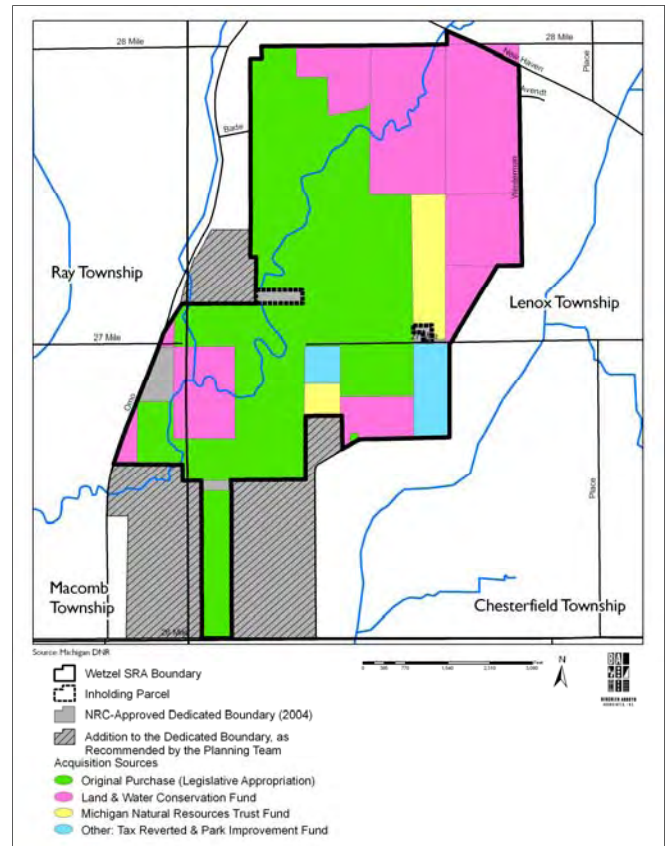 28 Mile
28 Mile
New Haven
Place
Avendt
Bade
Werderman
Ray Township
Lenox Township
27 Mile
Omo
Place
Macomb
Township
Chesterfield Township
26 Mile
Source: Michigan DNR
N
Wetzel SRA Boundary
Inholding Parcel
NRC-Approved Dedicated Boundary (2004)
Addition to the Dedicated Boundary, as
Recommended by the Planning Team
Acquisition Sources
Original Purchase (Legislative Appropriation)
Land & Water Conservation Fund
Michigan Natural Resources Trust Fund
Other: Tax Reverted & Park Improvement Fund